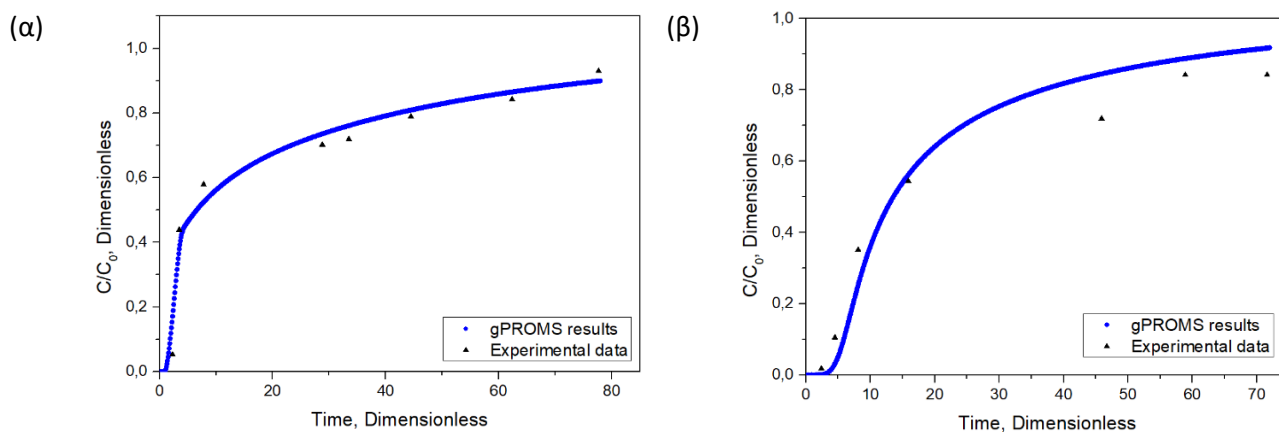 (α)
C/C₀, Dimensionless
1,0
0,8
0,6
0,4
0,2
0,0
0
20
40
60
80
gPROMS results
Experimental data
Time, Dimensionless
(β)
C/C₀, Dimensionless
1,0
0,8
0,6
0,4
0,2
0,0
0
10
20
30
40
50
60
70
gPROMS results
Experimental data
Time, Dimensionless